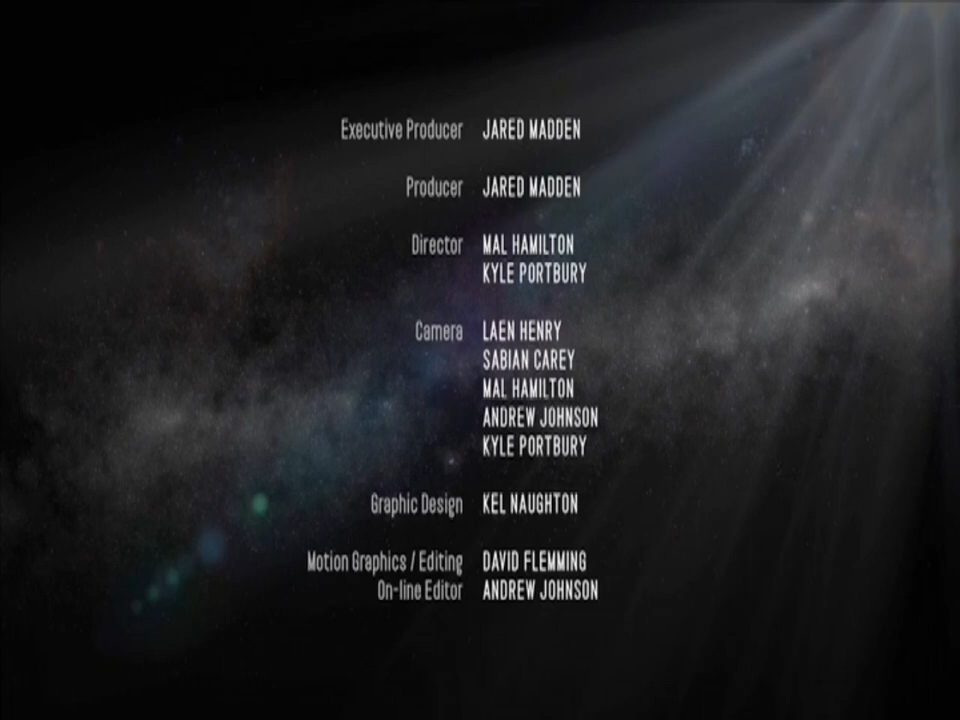 Executive Producer JARED MADDEN
Producer JARED MADDEN
Director MAL HAMILTON
KYLE PORTBURY
Camera LAEN HENRY
SABIAN CAREY
MAL HAMILTON
ANDREW JOHNSON
KYLE PORTBURY
Graphic Design KEL NAUGHTON
Motion Graphics / Editing DAVID FLEMMING
On-line Editor ANDREW JOHNSON